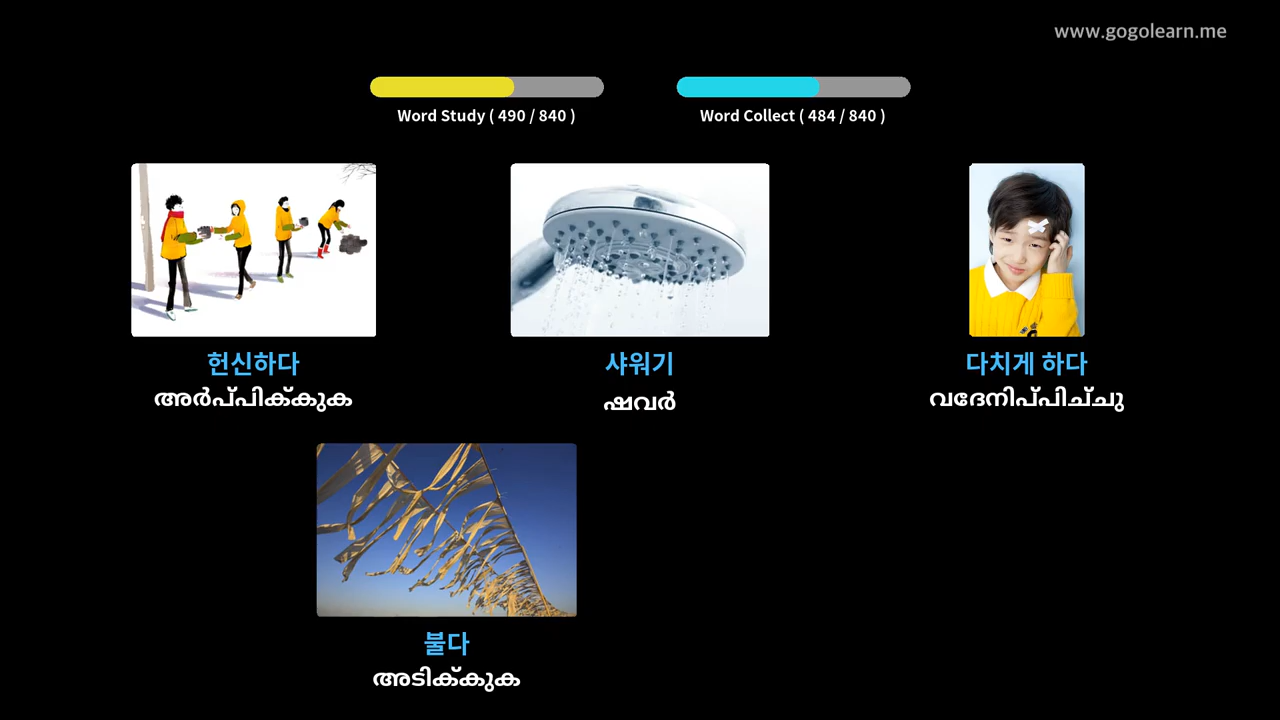 www.gogolearn.me
Word Study ( 490 / 840 )
Word Collect ( 484 / 840 )
헌신하다
샤워기
다치게 하다
അർപ്പിക്കുക
ഷവർ
വദേനിപ്പിച്ചു
불다
അടിക്കുക